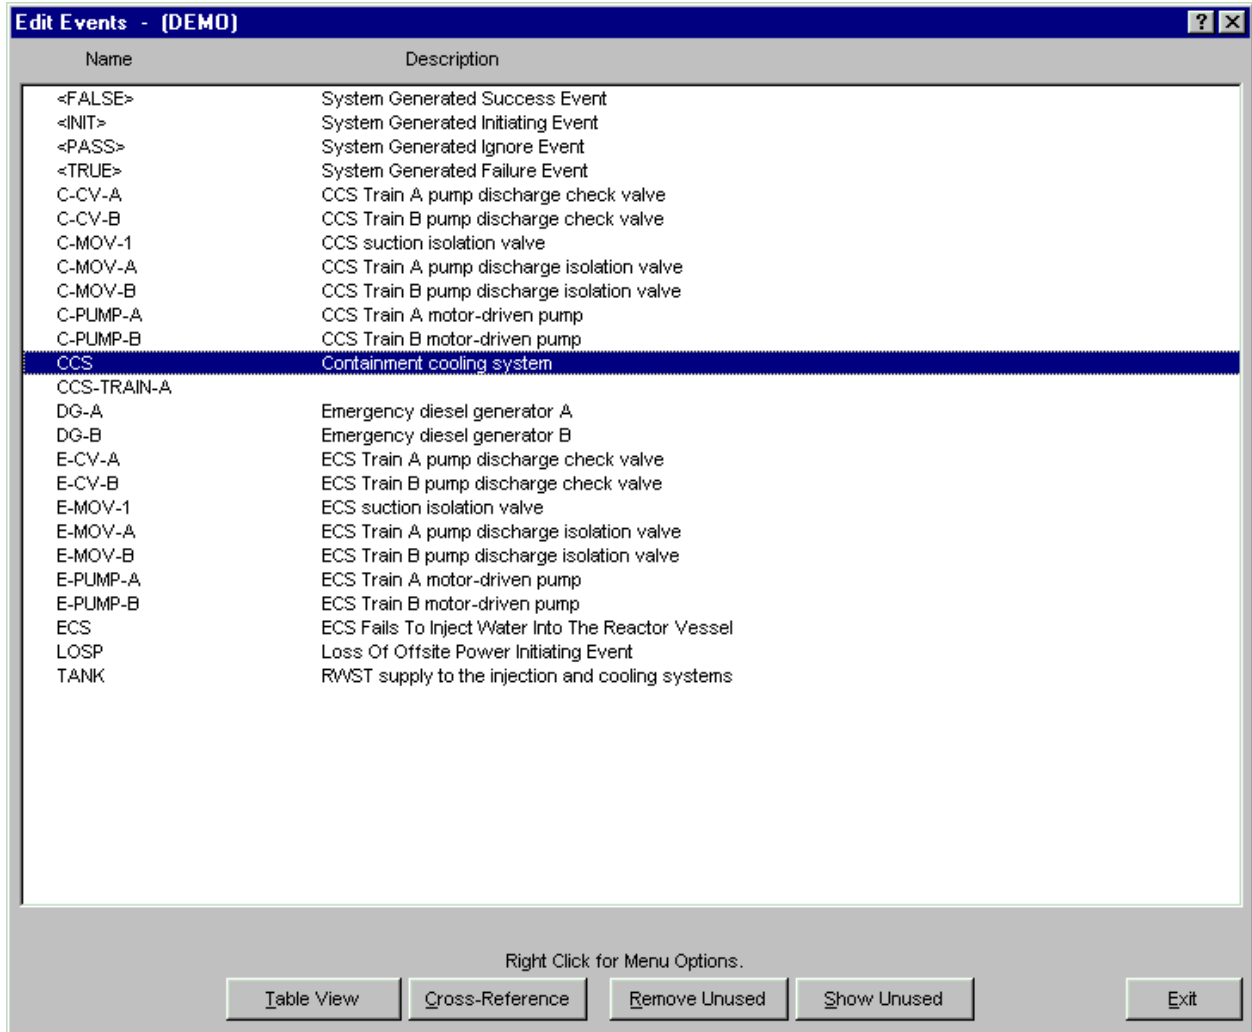 Edit Events - (DEMO)
Name Description
<FALSE> System Generated Success Event
<INIT> System Generated Initiating Event
<PASS> System Generated Ignore Event
<TRUE> System Generated Failure Event
C-CV-A CCS Train A pump discharge check valve
C-CV-B CCS Train B pump discharge check valve
C-MOV-1 CCS suction isolation valve
C-MOV-A CCS Train A pump discharge isolation valve
C-MOV-B CCS Train B pump discharge isolation valve
C-PUMP-A CCS Train A motor-driven pump
C-PUMP-B CCS Train B motor-driven pump
CCS Containment cooling system
CCS-TRAIN-A
DG-A Emergency diesel generator A
DG-B Emergency diesel generator B
E-CV-A ECS Train A pump discharge check valve
E-CV-B ECS Train B pump discharge check valve
E-MOV-1 ECS suction isolation valve
E-MOV-A ECS Train A pump discharge isolation valve
E-MOV-B ECS Train B pump discharge isolation valve
E-PUMP-A ECS Train A motor-driven pump
E-PUMP-B ECS Train B motor-driven pump
ECS ECS Fails To Inject Water Into The Reactor Vessel
LOSP Loss Of Offsite Power Initiating Event
TANK RWST supply to the injection and cooling systems
Right Click for Menu Options.
Table View Cross-Reference Remove Unused Show Unused Exit